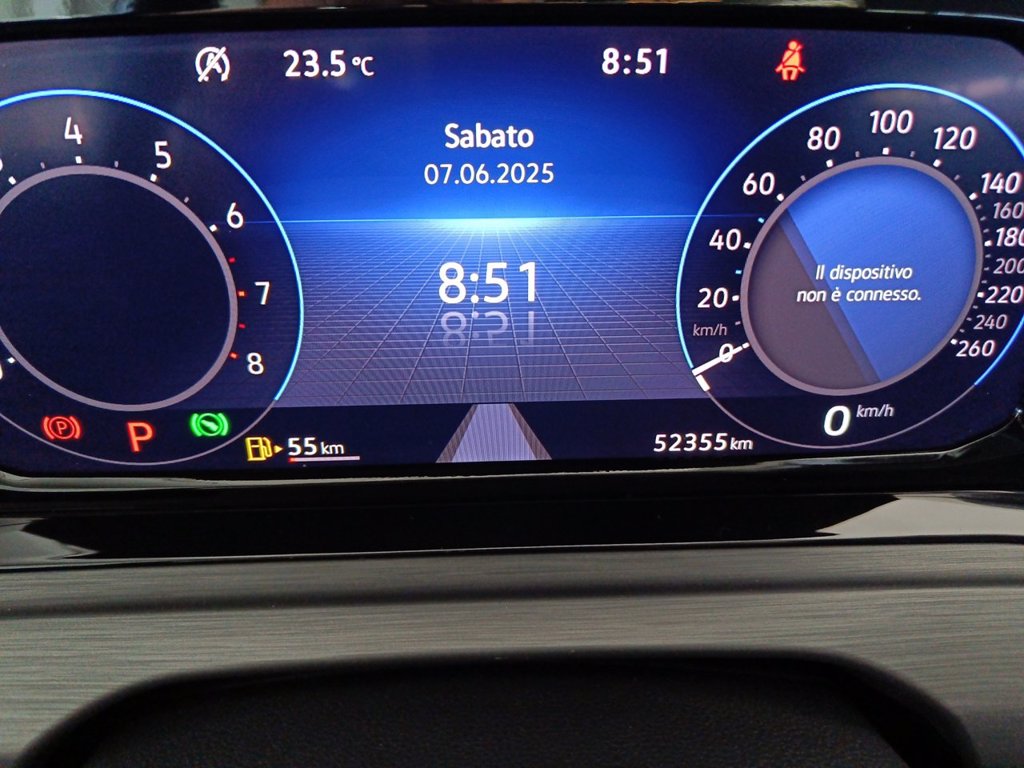 23.5 °C
8:51
Sabato
07.06.2025
8:51
4
5
6
7
8
20
40
60
80
100
120
140
160
180
200
220
240
260
km/h
0
Il dispositivo
non è connesso.
0 km/h
P
P
55 km
52355 km